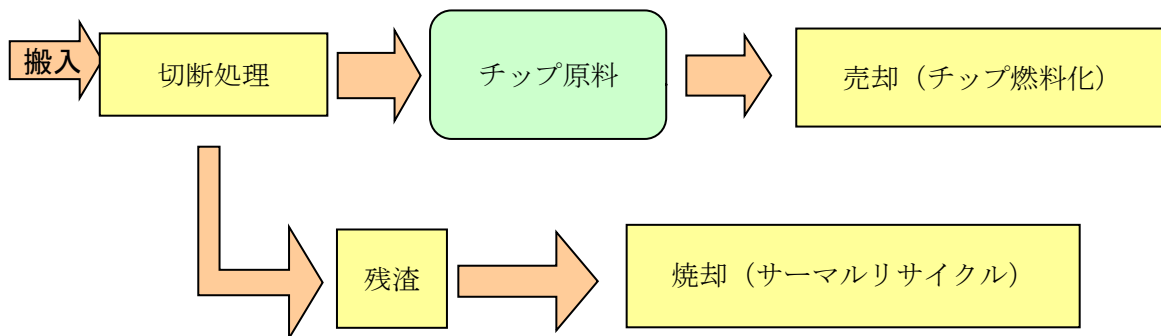 搬入
切断処理
チップ原料
売却（チップ燃料化）
残渣
焼却（サーマルリサイクル）